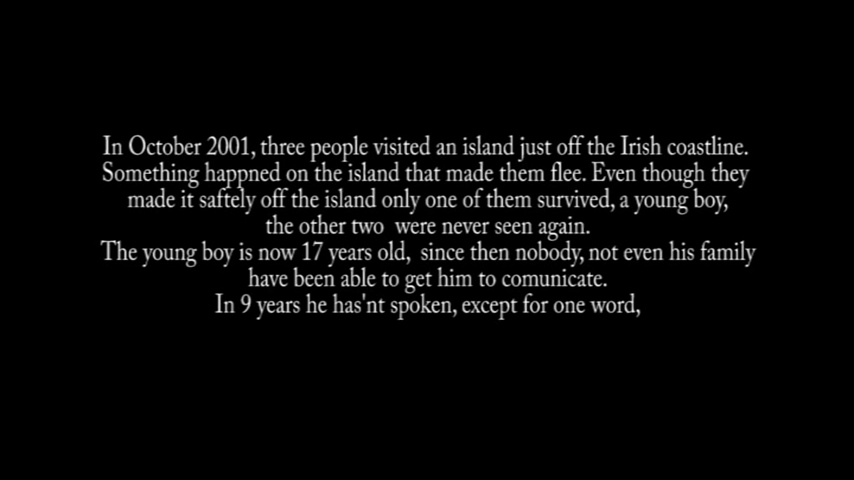 In October 2001, three people visited an island just off the Irish coastline.
Something happned on the island that made them flee. Even though they
made it saftely off the island only one of them survived, a young boy,
the other two were never seen again.
The young boy is now 17 years old, since then nobody, not even his family
have been able to get him to comunicate.
In 9 years he has'nt spoken, except for one word,